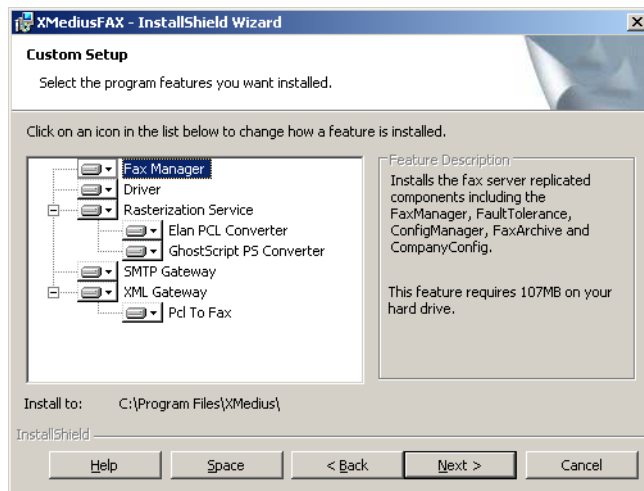 XMediusFAX - InstallShield Wizard
Custom Setup
Select the program features you want installed.
Click on an icon in the list below to change how a feature is installed.
Fax Manager
Driver
Rasterization Service
Elan PCL Converter
GhostScript PS Converter
SMTP Gateway
XML Gateway
Pcl To Fax
Feature Description
Installs the fax server replicated
components including the
FaxManager, FaultTolerance,
ConfigManager, FaxArchive and
CompanyConfig.
This feature requires 107MB on your
hard drive.
Install to: C:\Program Files\XMedius\
InstallShield
Help Space < Back Next > Cancel